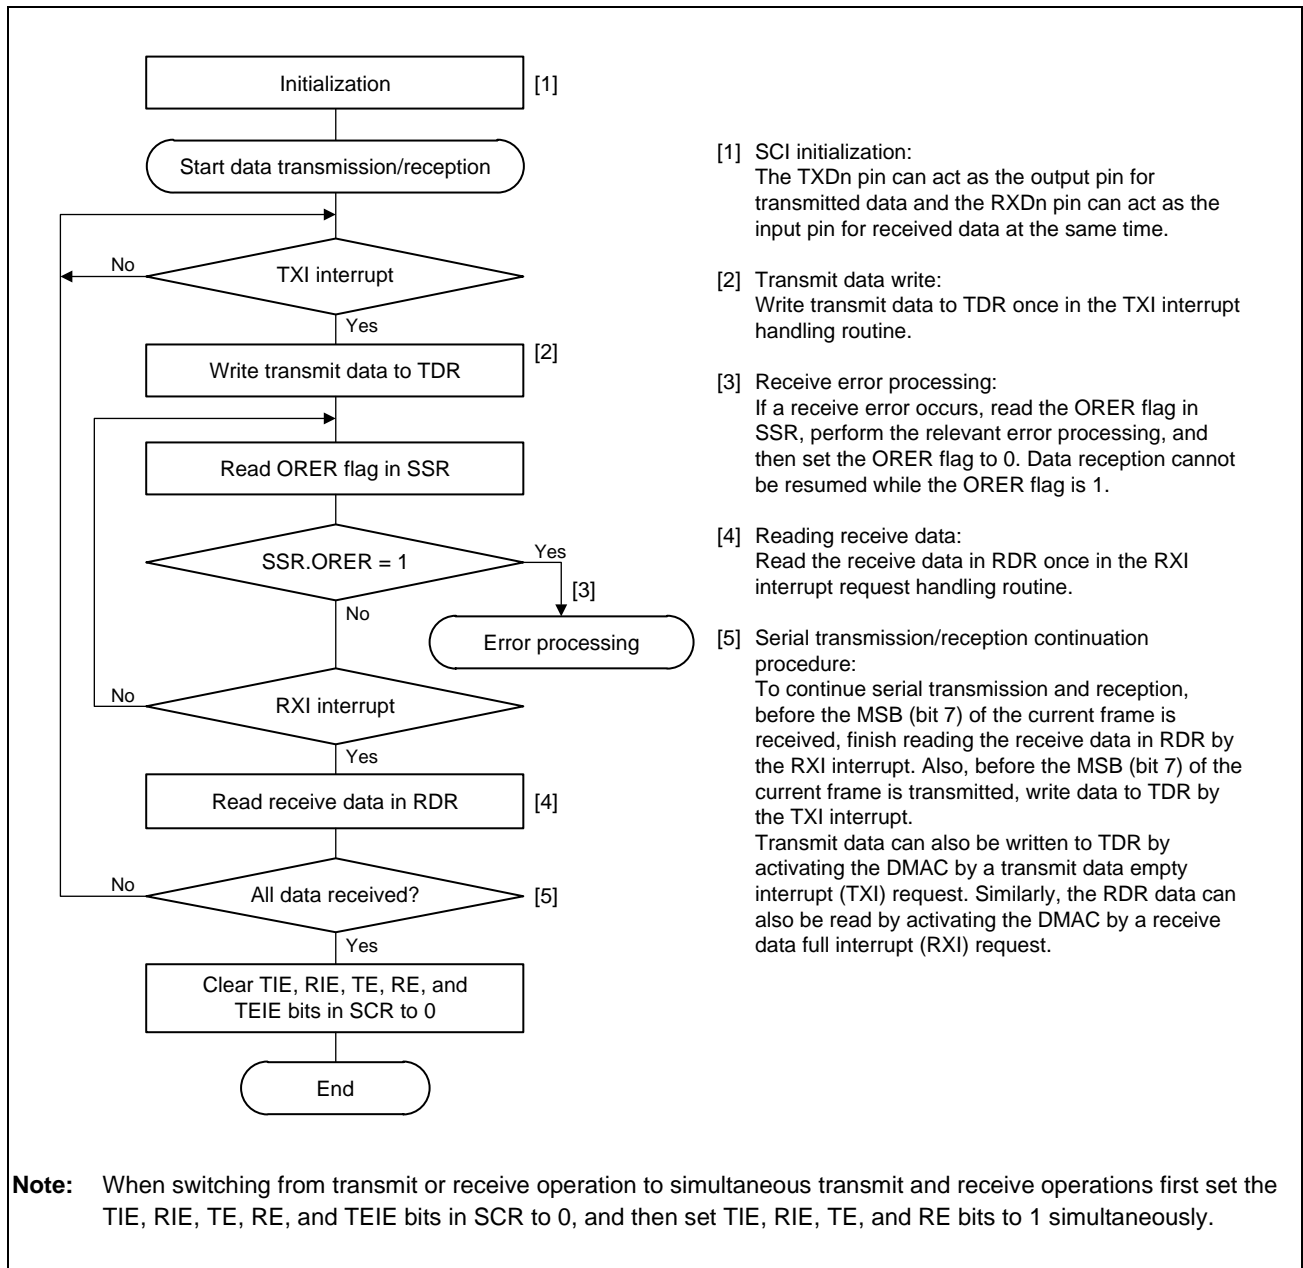 Initialization
[1]
Start data transmission/reception
No
TXI interrupt
Yes
Write transmit data to TDR
[2]
Read ORER flag in SSR
SSR.ORER = 1
Yes
[3]
No
Error processing
No
RXI interrupt
Yes
Read receive data in RDR
[4]
No
All data received?
[5]
Yes
Clear TIE, RIE, TE, RE, and
TEIE bits in SCR to 0
End
[1] SCI initialization:
The TXDn pin can act as the output pin for
transmitted data and the RXDn pin can act as the
input pin for received data at the same time.
[2] Transmit data write:
Write transmit data to TDR once in the TXI interrupt
handling routine.
[3] Receive error processing:
If a receive error occurs, read the ORER flag in
SSR, perform the relevant error processing, and
then set the ORER flag to 0. Data reception cannot
be resumed while the ORER flag is 1.
[4] Reading receive data:
Read the receive data in RDR once in the RXI
interrupt request handling routine.
[5] Serial transmission/reception continuation
procedure:
To continue serial transmission and reception,
before the MSB (bit 7) of the current frame is
received, finish reading the receive data in RDR by
the RXI interrupt. Also, before the MSB (bit 7) of the
current frame is transmitted, write data to TDR by
the TXI interrupt.
Transmit data can also be written to TDR by
activating the DMAC by a transmit data empty
interrupt (TXI) request. Similarly, the RDR data can
also be read by activating the DMAC by a receive
data full interrupt (RXI) request.
Note: When switching from transmit or receive operation to simultaneous transmit and receive operations first set the
TIE, RIE, TE, RE, and TEIE bits in SCR to 0, and then set TIE, RIE, TE, and RE bits to 1 simultaneously.